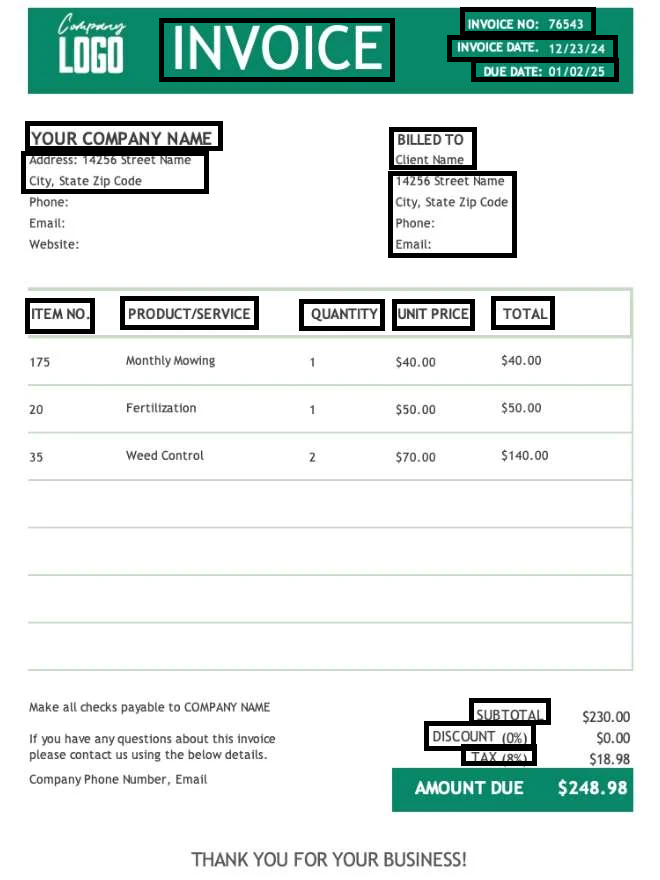 Company
LOGO
INVOICE
INVOICE NO: 76543
INVOICE DATE. 12/23/24
DUE DATE: 01/02/25
YOUR COMPANY NAME
Address: 14256 Street Name
City, State Zip Code
Phone:
Email:
Website:
BILLED TO
Client Name
14256 Street Name
City, State Zip Code
Phone:
Email:
ITEM NO. PRODUCT/SERVICE QUANTITY UNIT PRICE TOTAL
175 Monthly Mowing 1 $40.00 $40.00
20 Fertilization 1 $50.00 $50.00
35 Weed Control 2 $70.00 $140.00
Make all checks payable to COMPANY NAME
If you have any questions about this invoice
please contact us using the below details.
Company Phone Number, Email
SUBTOTAL $230.00
DISCOUNT (0%) $0.00
TAX (8%) $18.98
AMOUNT DUE $248.98
THANK YOU FOR YOUR BUSINESS!